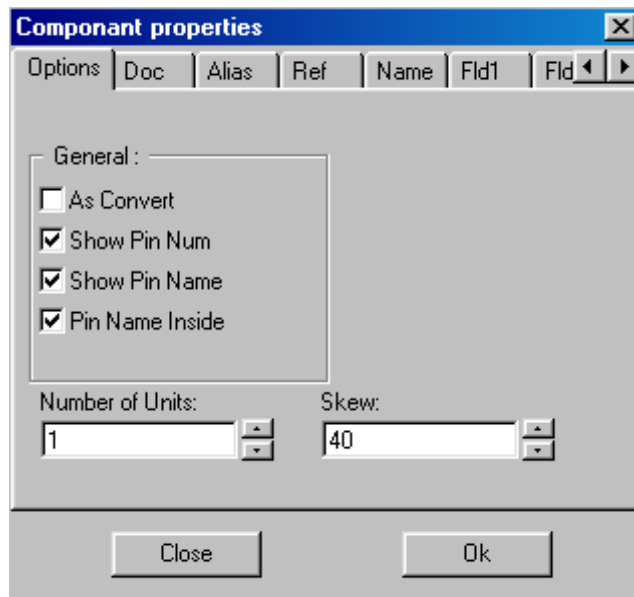 Componant properties
Options Doc Alias Ref Name Fld1 Fld
General :
As Convert
Show Pin Num
Show Pin Name
Pin Name Inside
Number of Units: Skew:
1 40
Close Ok